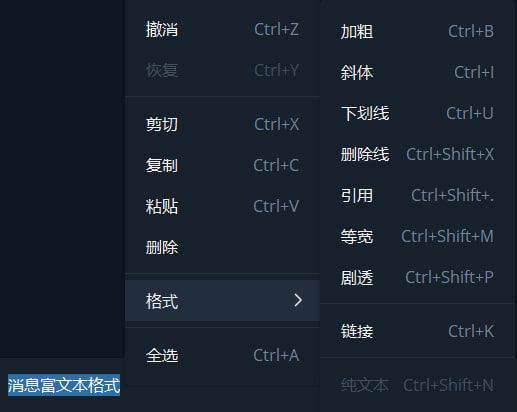 撤消 Ctrl+Z
恢复 Ctrl+Y
剪切 Ctrl+X
复制 Ctrl+C
粘贴 Ctrl+V
删除
格式
全选 Ctrl+A
加粗 Ctrl+B
斜体 Ctrl+I
下划线 Ctrl+U
删除线 Ctrl+Shift+X
引用 Ctrl+Shift+.
等宽 Ctrl+Shift+M
剧透 Ctrl+Shift+P
链接 Ctrl+K
纯文本 Ctrl+Shift+N
消息富文本格式